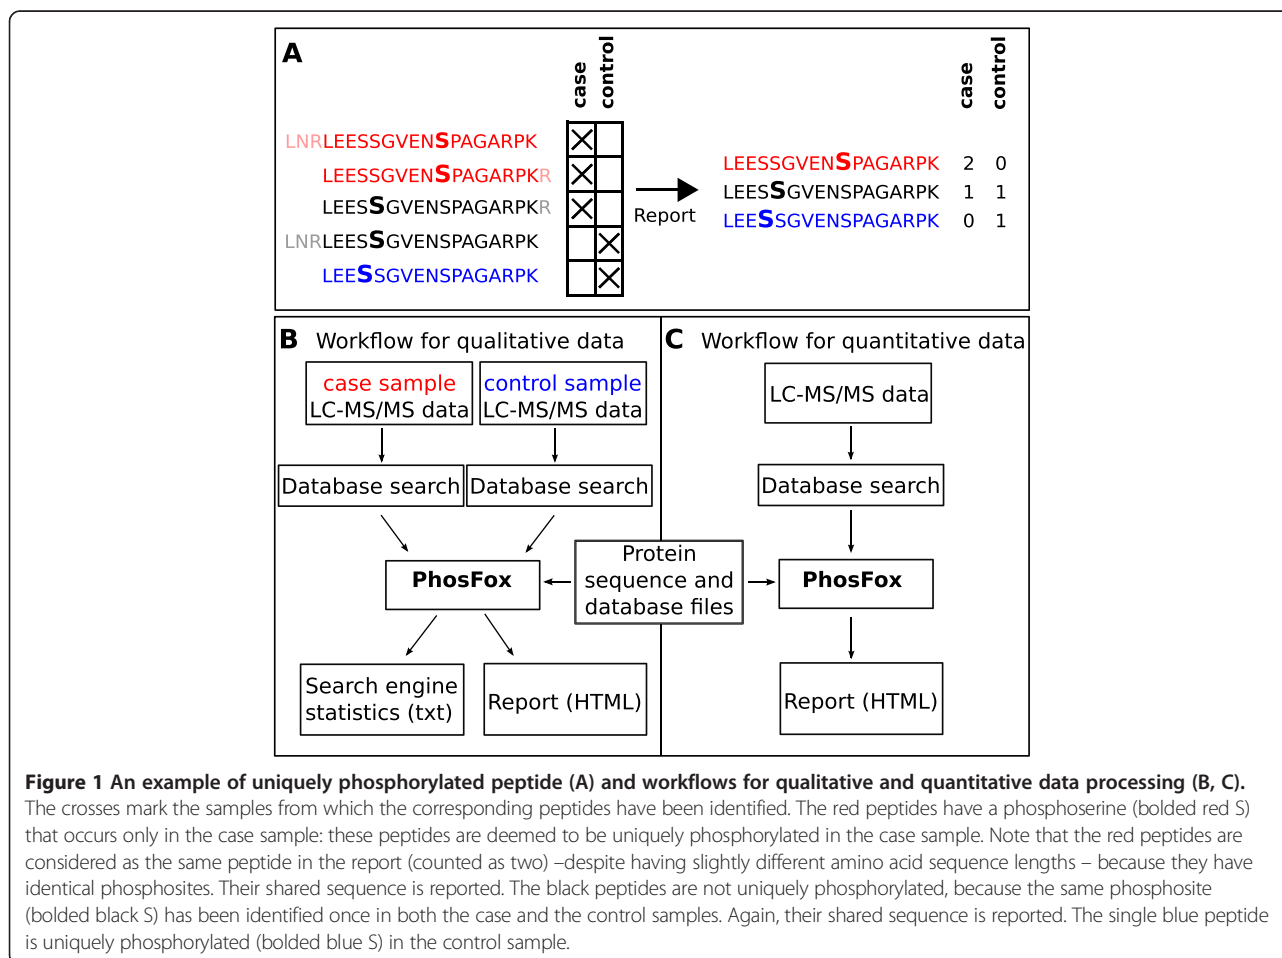 A
case
control
case
control
LNRLEESSGVENSPAGARPK
LEESSGVENSPAGARPKR
LEESSGVENSPAGARPKR
LNRLEESSGVENSPAGARPK
LEESSGVENSPAGARPK
Report
LEESSGVENSPAGARPK 2 0
LEESSGVENSPAGARPK 1 1
LEESSGVENSPAGARPK 0 1
B Workflow for qualitative data
case sample
LC-MS/MS data
control sample
LC-MS/MS data
Database search
Database search
PhosFox
Protein
sequence and
database files
Search engine
statistics (txt)
Report (HTML)
C Workflow for quantitative data
LC-MS/MS data
Database search
PhosFox
Report (HTML)
Figure 1 An example of uniquely phosphorylated peptide (A) and workflows for qualitative and quantitative data processing (B, C).
The crosses mark the samples from which the corresponding peptides have been identified. The red peptides have a phosphoserine (bolded red S)
that occurs only in the case sample: these peptides are deemed to be uniquely phosphorylated in the case sample. Note that the red peptides are
considered as the same peptide in the report (counted as two) –despite having slightly different amino acid sequence lengths – because they have
identical phosphosites. Their shared sequence is reported. The black peptides are not uniquely phosphorylated, because the same phosphosite
(bolded black S) has been identified once in both the case and the control samples. Again, their shared sequence is reported. The single blue peptide
is uniquely phosphorylated (bolded blue S) in the control sample.